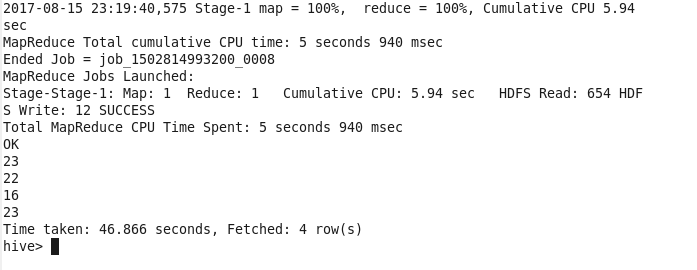 2017-08-15 23:19:40,575 Stage-1 map = 100%,  reduce = 100%, Cumulative CPU 5.94
sec
MapReduce Total cumulative CPU time: 5 seconds 940 msec
Ended Job = job_1502814993200_0008
MapReduce Jobs Launched:
Stage-Stage-1: Map: 1  Reduce: 1   Cumulative CPU: 5.94 sec   HDFS Read: 654 HDF
S Write: 12 SUCCESS
Total MapReduce CPU Time Spent: 5 seconds 940 msec
OK
23
22
16
23
Time taken: 46.866 seconds, Fetched: 4 row(s)
hive>